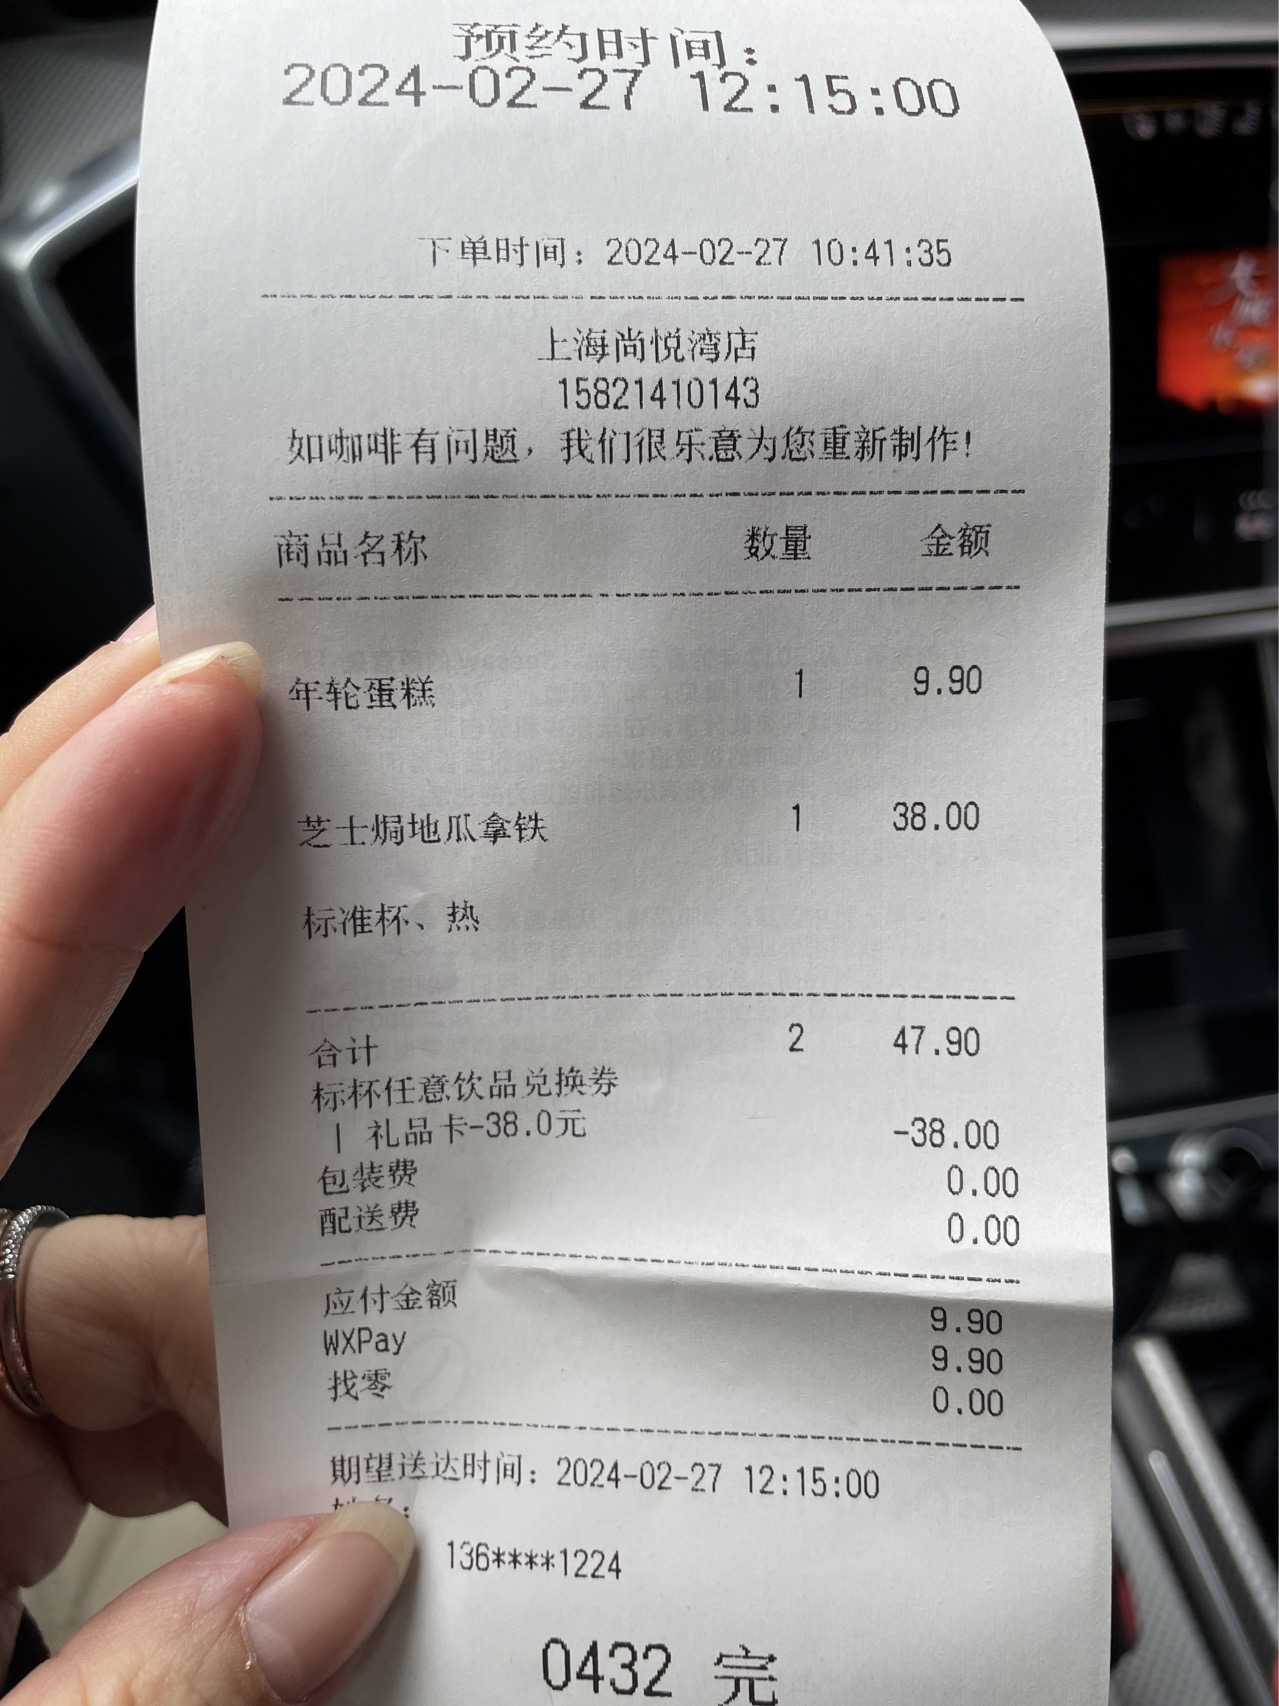 预约时间：
2024-02-27 12:15:00
下单时间：2024-02-27 10:41:35
上海尚悦湾店
15821410143
如咖啡有问题，我们很乐意为您重新制作！
商品名称 数量 金额
年轮蛋糕 1 9.90
芝士焗地瓜拿铁 1 38.00
标准杯、热
合计 2 47.90
标杯任意饮品兑换券
| 礼品卡-38.0元 -38.00
包装费 0.00
配送费 0.00
应付金额 9.90
WXPay 9.90
找零 0.00
期望送达时间：2024-02-27 12:15:00
136****1224
0432 完